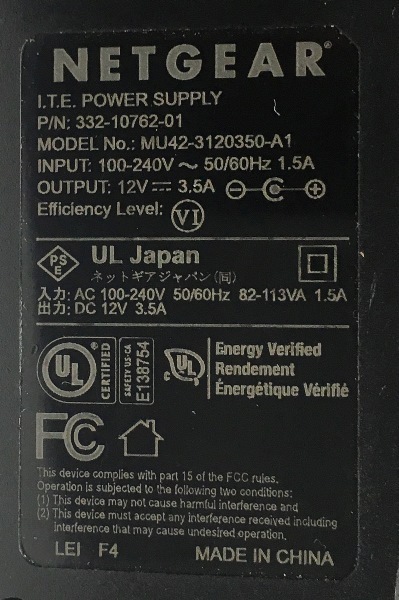 NETGEAR®
I.T.E. POWER SUPPLY
P/N: 332-10762-01
MODEL No.: MU42-3120350-A1
INPUT: 100-240V ~ 50/60Hz 1.5A
OUTPUT: 12V ⎓ 3.5A
Efficiency Level: VI
PSE
UL Japan
ネットギアジャパン(同)
入力: AC 100-240V 50/60Hz 82-113VA 1.5A
出力: DC 12V 3.5A
UL
CERTIFIED
SAFETY US-CA
E138754
UL
Energy Verified
Rendement
Énergétique Vérifié
FCC
This device complies with part 15 of the FCC rules.
Operation is subjected to the following two conditions:
(1) This device may not cause harmful interference and
(2) This device must accept any interference received including
interference that may cause undesired operation.
LEI F4
MADE IN CHINA